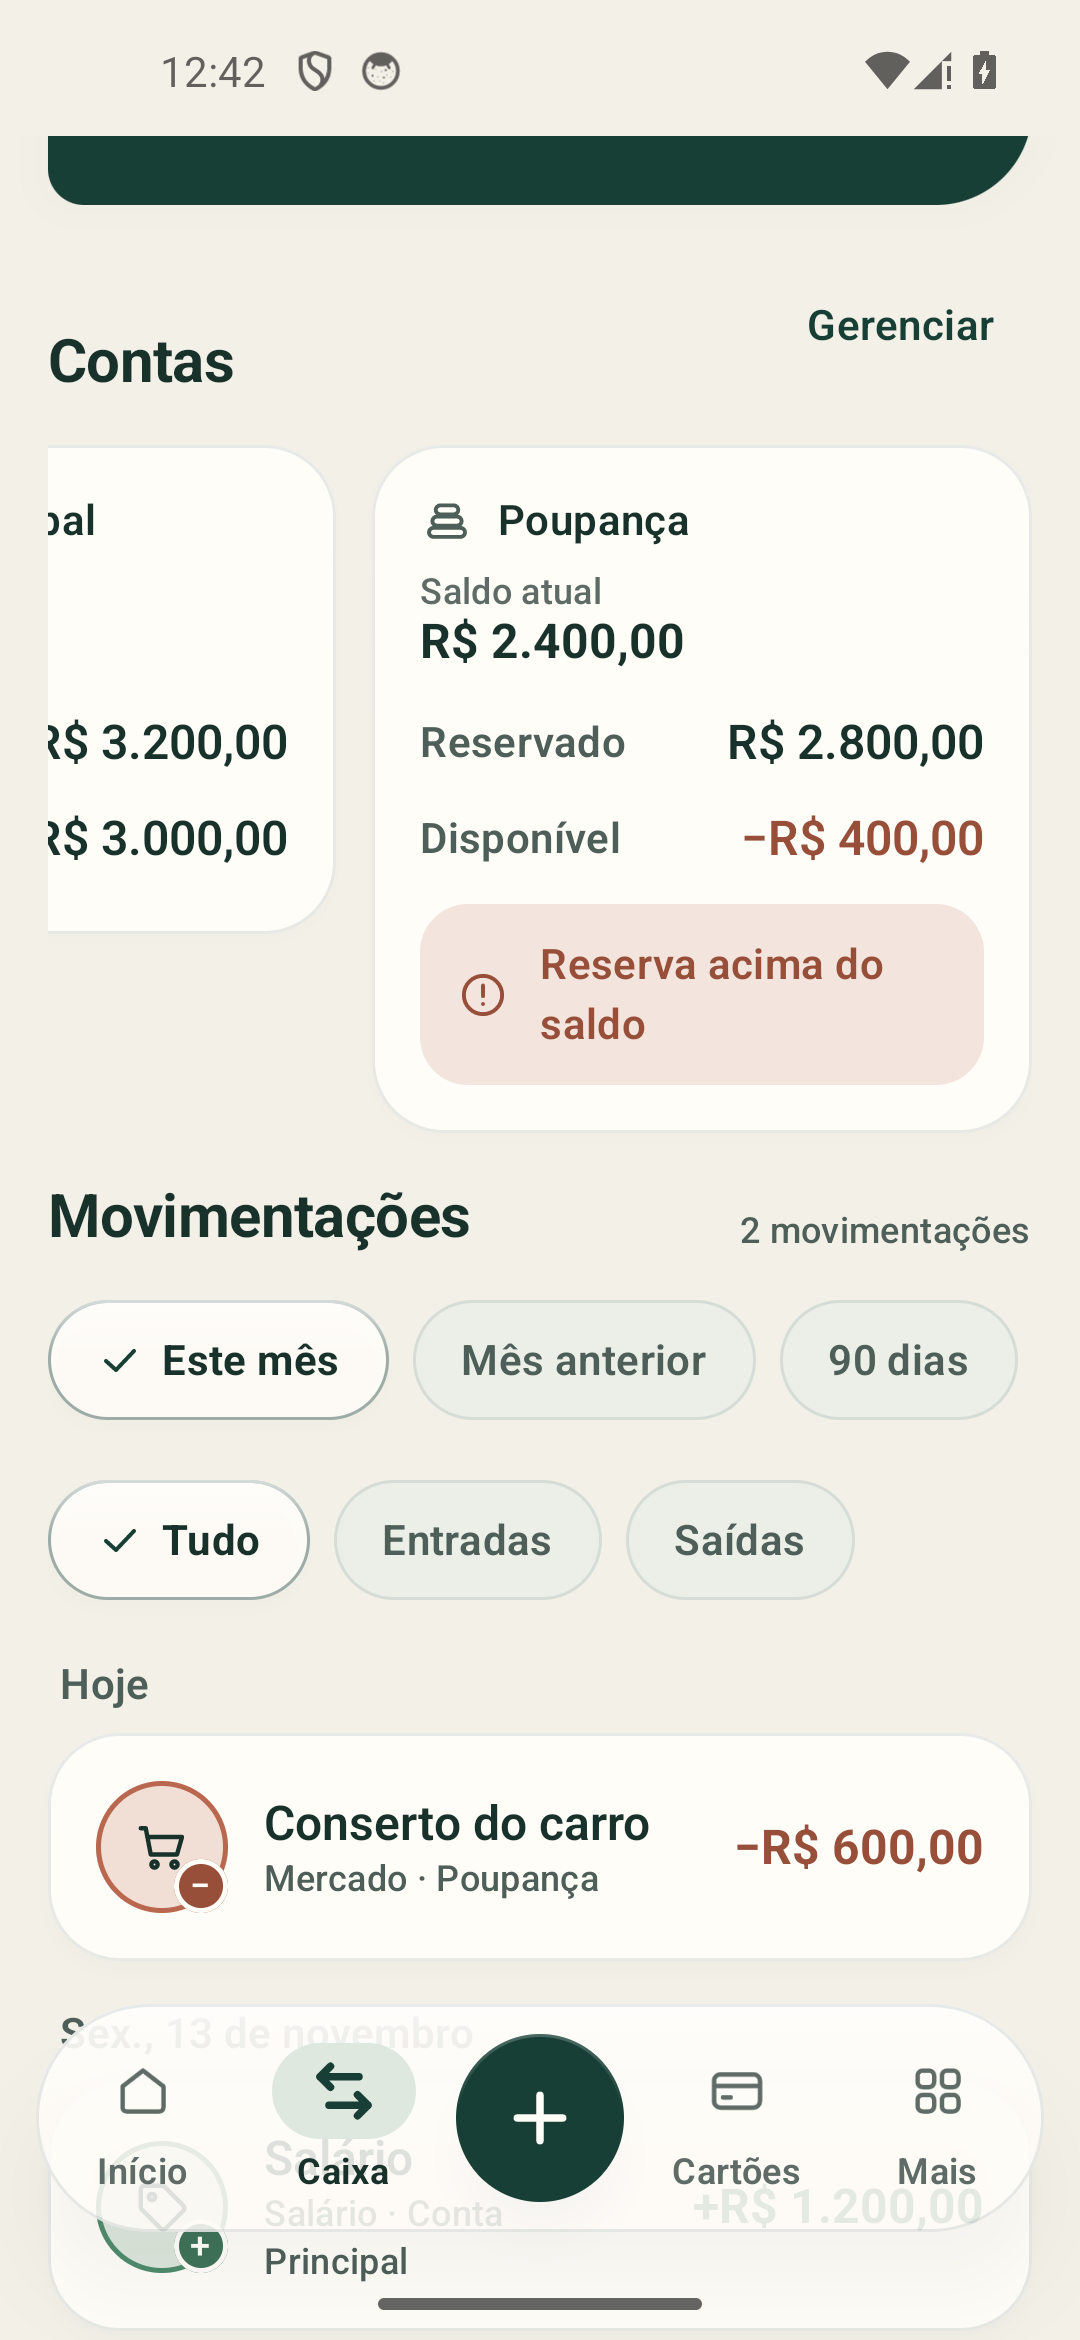 12:42
Contas
Gerenciar
pal
R$ 3.200,00
R$ 3.000,00
Poupança
Saldo atual
R$ 2.400,00
Reservado R$ 2.800,00
Disponível −R$ 400,00
Reserva acima do
saldo
Movimentações
2 movimentações
Este mês Mês anterior 90 dias
Tudo Entradas Saídas
Hoje
Conserto do carro
Mercado · Poupança
−R$ 600,00
Sex., 13 de novembro
Salário
Salário · Conta
Principal
+R$ 1.200,00
Início Caixa Cartões Mais